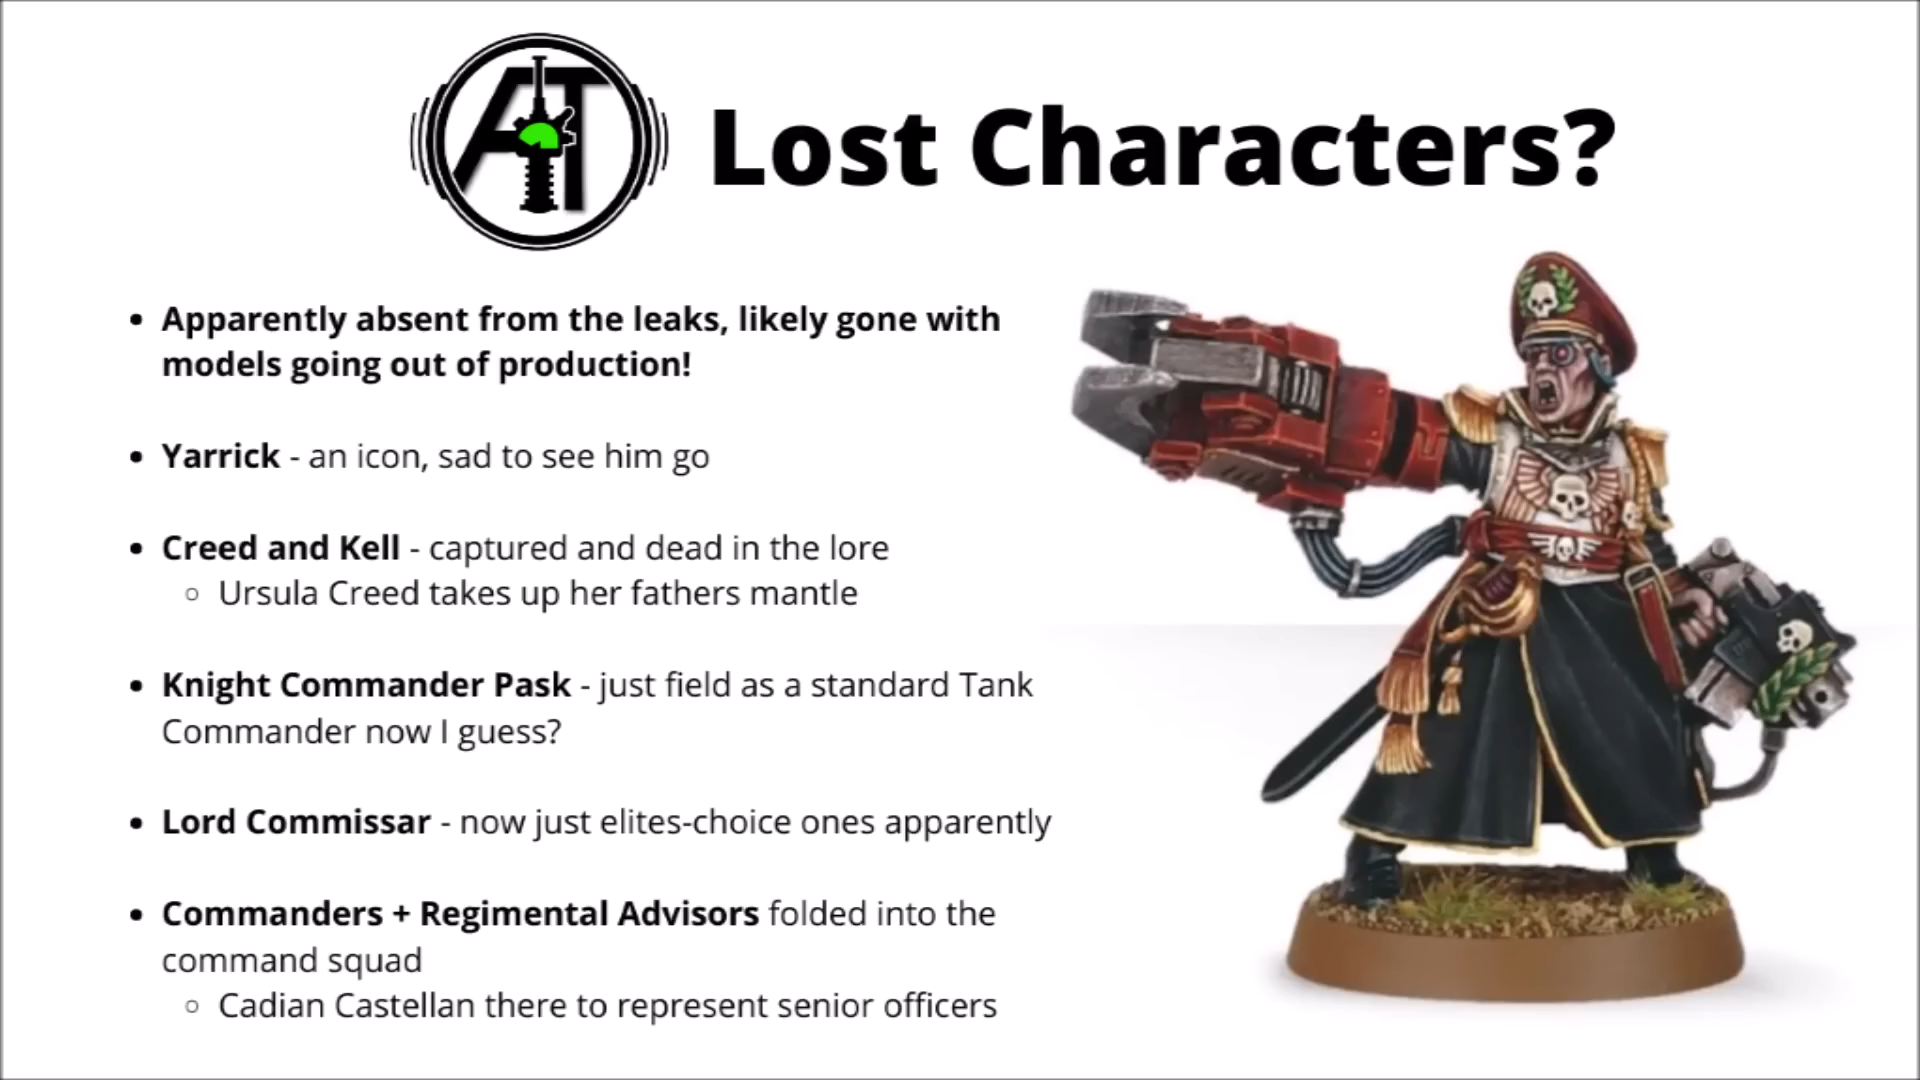 AT
Lost Characters?
• Apparently absent from the leaks, likely gone with
models going out of production!
• Yarrick - an icon, sad to see him go
• Creed and Kell - captured and dead in the lore
○ Ursula Creed takes up her fathers mantle
• Knight Commander Pask - just field as a standard Tank
Commander now I guess?
• Lord Commissar - now just elites-choice ones apparently
• Commanders + Regimental Advisors folded into the
command squad
○ Cadian Castellan there to represent senior officers